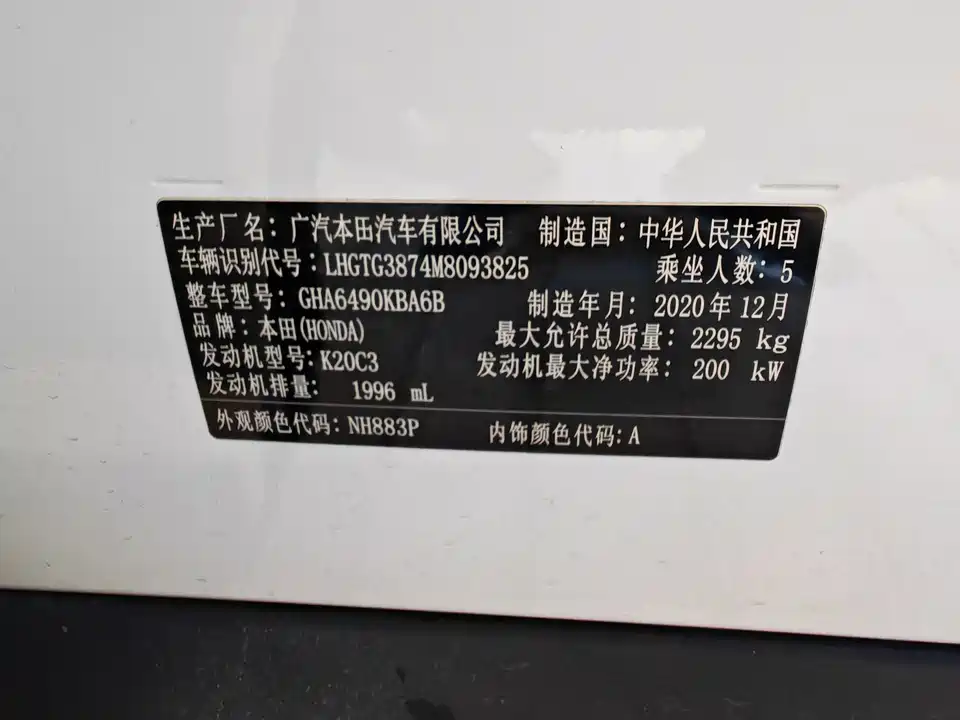 生产厂名：广汽本田汽车有限公司 制造国：中华人民共和国
车辆识别代号：LHGTG3874M8093825 乘坐人数：5
整车型号：GHA6490KBA6B 制造年月：2020年12月
品牌：本田(HONDA) 最大允许总质量：2295 kg
发动机型号：K20C3 发动机最大净功率：200 kW
发动机排量：1996 mL
外观颜色代码：NH883P 内饰颜色代码：A